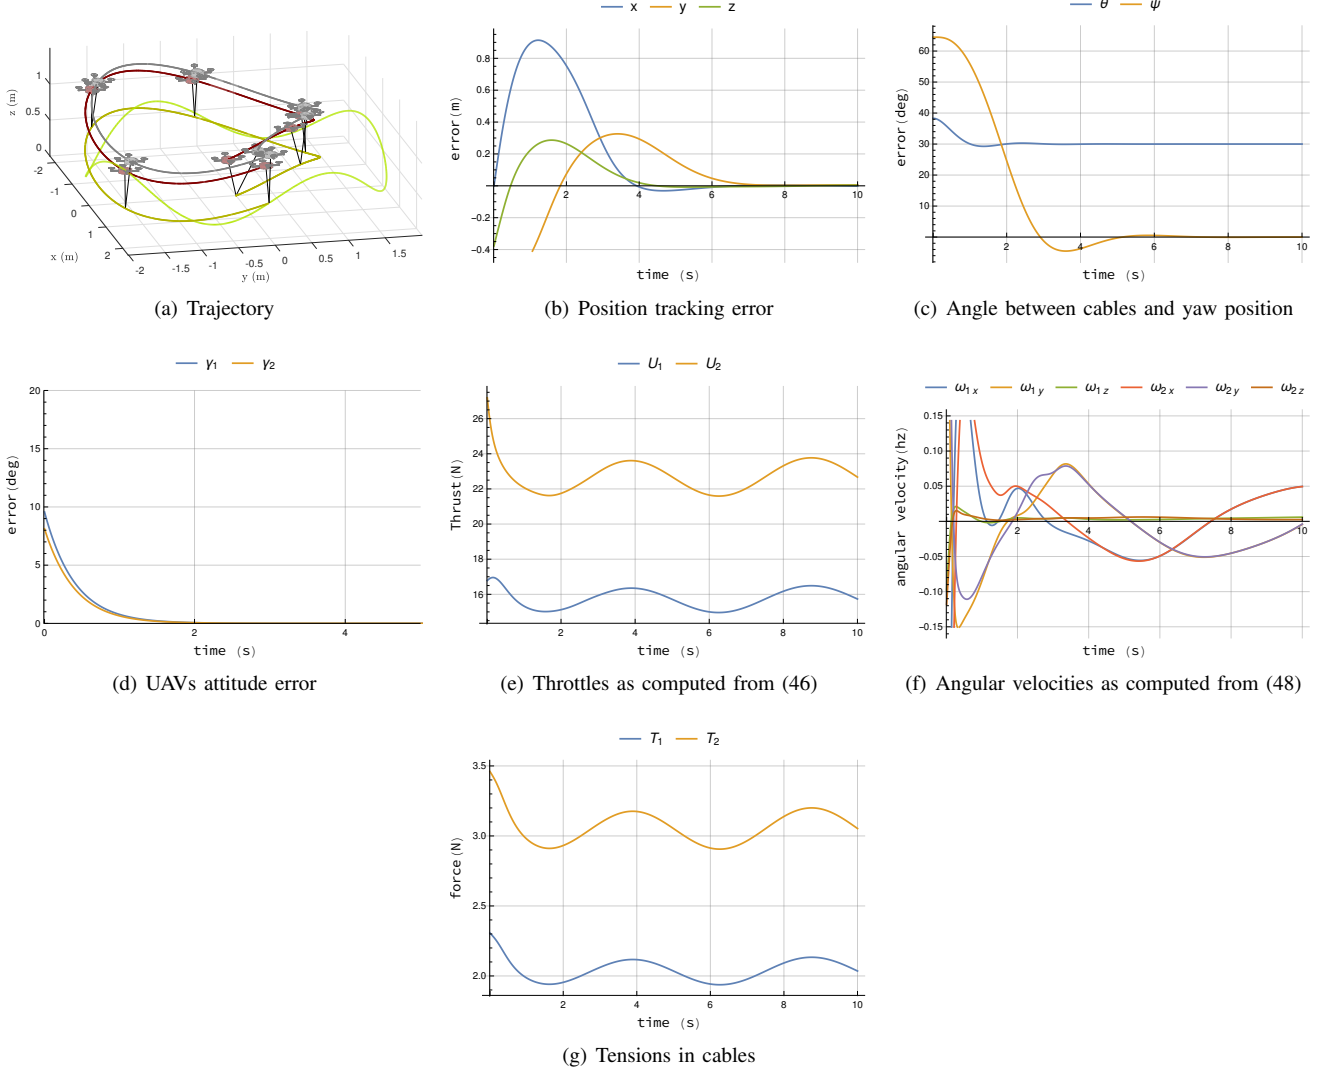 x y z
θ ψ
z (m)
1
0.5
0
-2
-1
0
1
2
x (m)
-2 -1.5 -1 -0.5 0 0.5 1 1.5
y (m)
(a) Trajectory
error(m)
0.8
0.6
0.4
0.2
-0.2
-0.4
2 4 6 8 10
time (s)
(b) Position tracking error
error(deg)
60
50
40
30
20
10
2 4 6 8 10
time (s)
(c) Angle between cables and yaw position
γ1 γ2
error(deg)
20
15
10
5
0
0 2 4
time (s)
(d) UAVs attitude error
U1 U2
Thrust(N)
26
24
22
20
18
16
2 4 6 8 10
time (s)
(e) Throttles as computed from (46)
ω1x ω1y ω1z ω2x ω2y ω2z
angular velocity(hz)
0.15
0.10
0.05
-0.05
-0.10
-0.15
2 4 6 8 10
time (s)
(f) Angular velocities as computed from (48)
T1 T2
force(N)
3.5
3.0
2.5
2.0
2 4 6 8 10
time (s)
(g) Tensions in cables